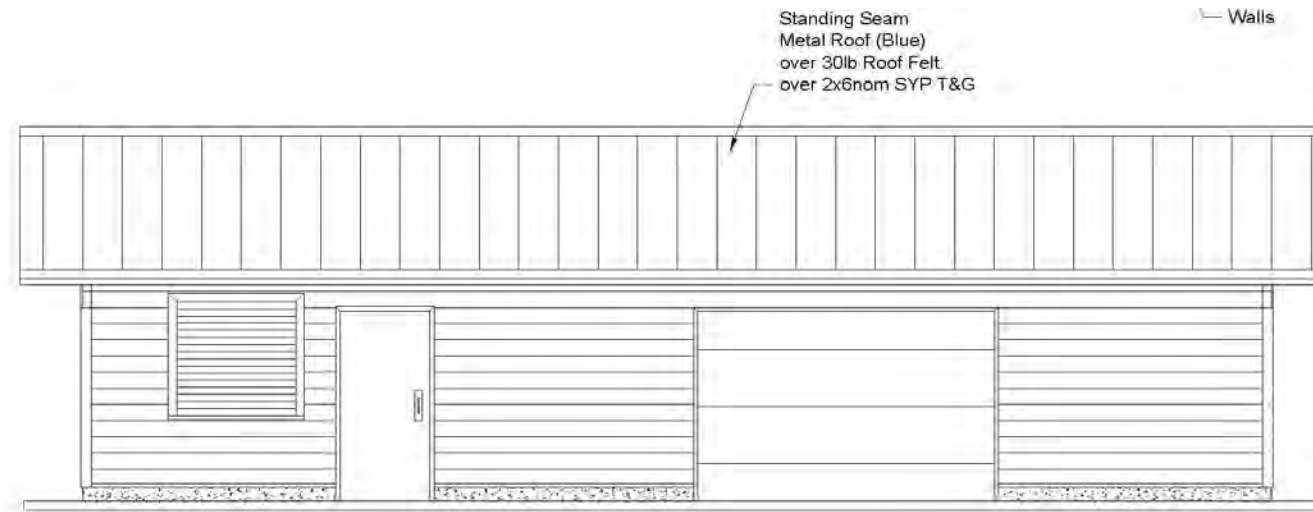 Standing Seam
Metal Roof (Blue)
over 30lb Roof Felt.
over 2x6nom SYP T&G
Walls